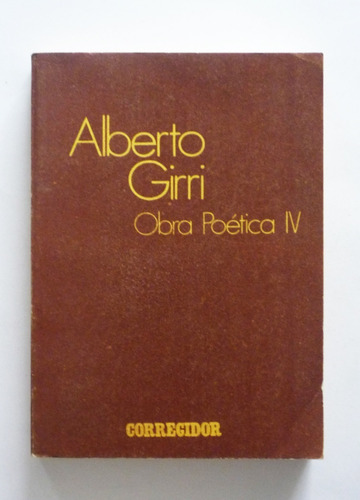 Alberto
Girri
Obra Poética IV
CORREGIDOR